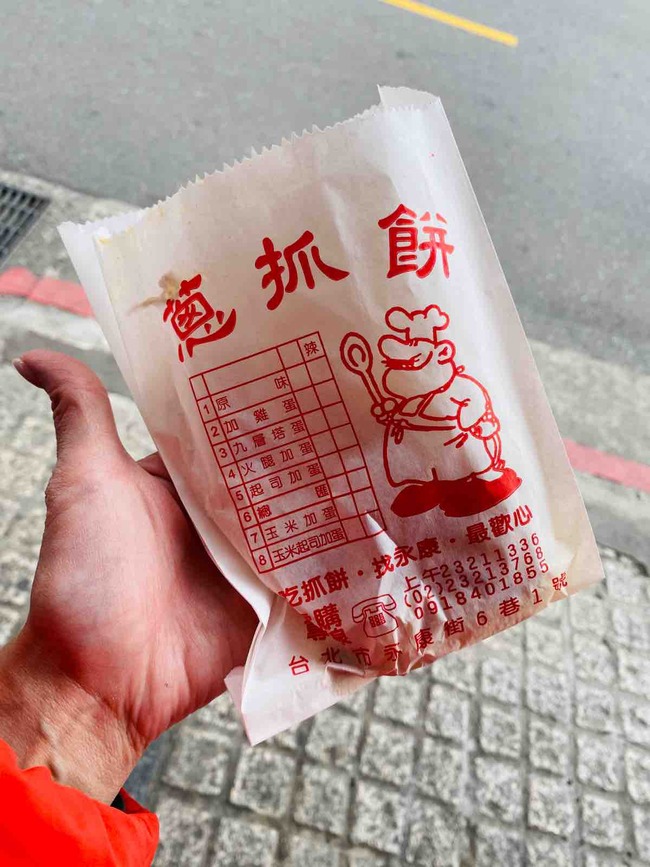 蔥抓餅
辣
1 原味
2 加雞蛋
3 九層塔蛋
4 火腿加蛋
5 起司加蛋
6 總匯
7 玉米加蛋
8 玉米起司加蛋
吃抓餅・找永康・最歡心
購
上午23211336
(02)23213768
0918401855
台北市永康街6巷1號